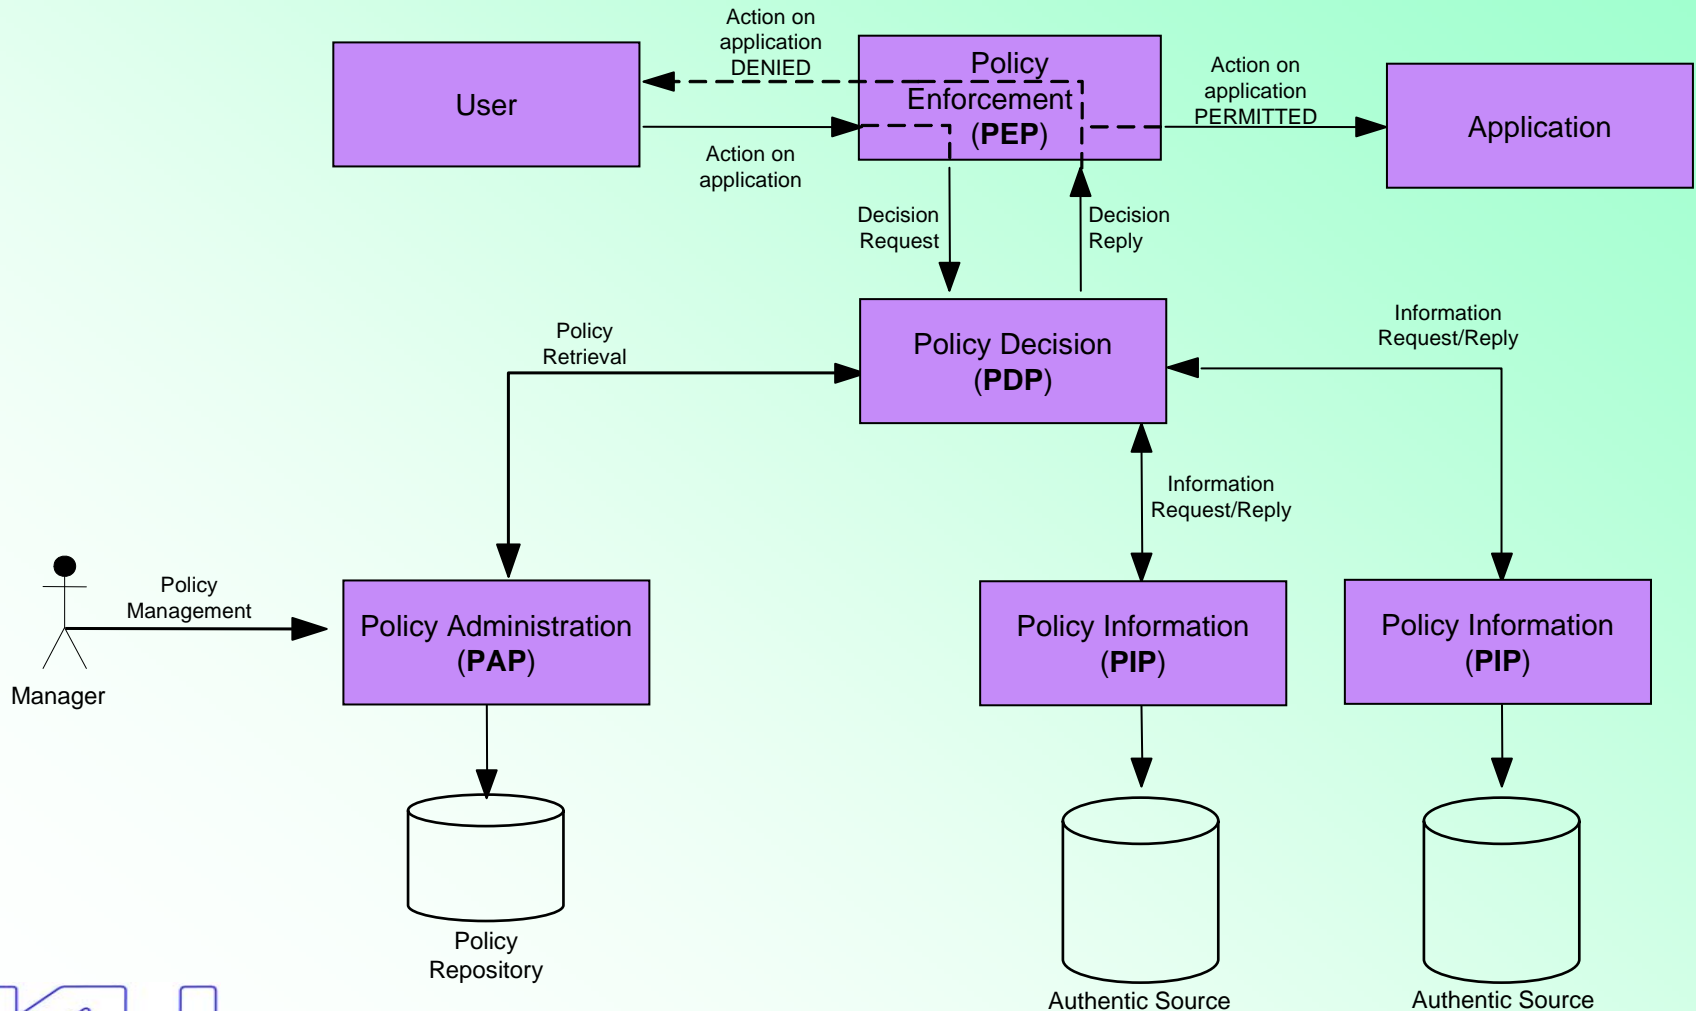 Action on
application
DENIED
User
Policy
Enforcement
(PEP)
Action on
application
PERMITTED
Application
Action on
application
Decision
Request
Decision
Reply
Policy
Retrieval
Policy Decision
(PDP)
Information
Request/Reply
Information
Request/Reply
Policy
Management
Manager
Policy Administration
(PAP)
Policy Information
(PIP)
Policy Information
(PIP)
Policy
Repository
Authentic Source
Authentic Source